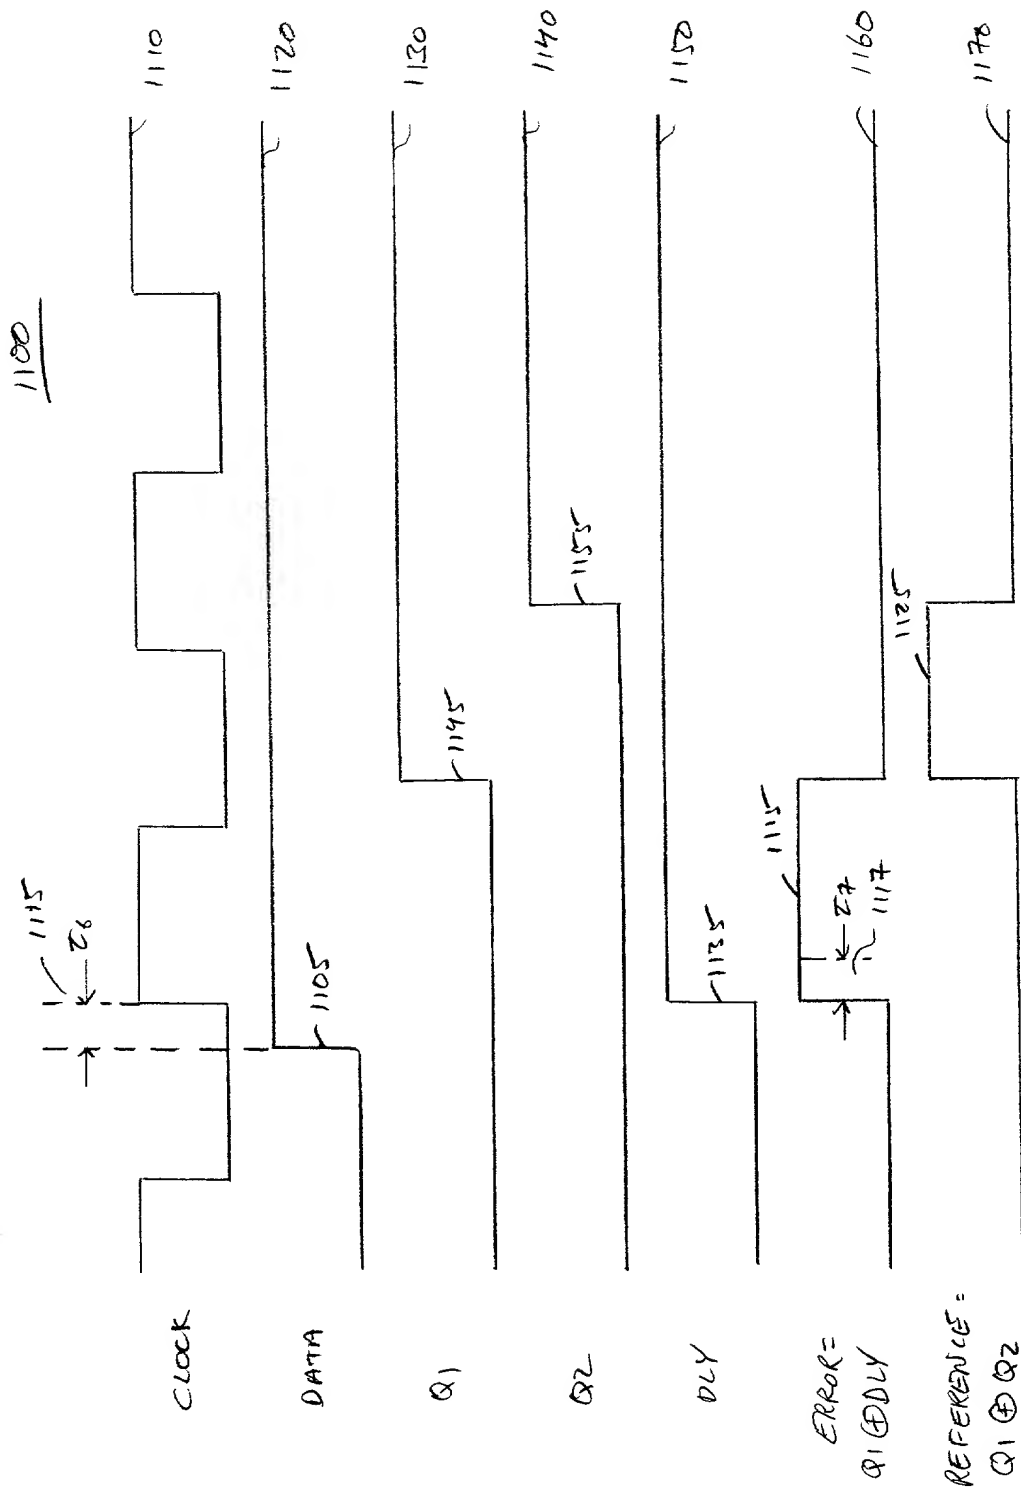 1100
τ6
CLOCK
1110
DATA
1105
1120
Q1
1145
1130
Q2
1155
1140
DLY
1135
1150
ERROR =
Q1 ⊕ DLY
1115
τ7
1117
1160
REFERENCE =
Q1 ⊕ Q2
1125
1170